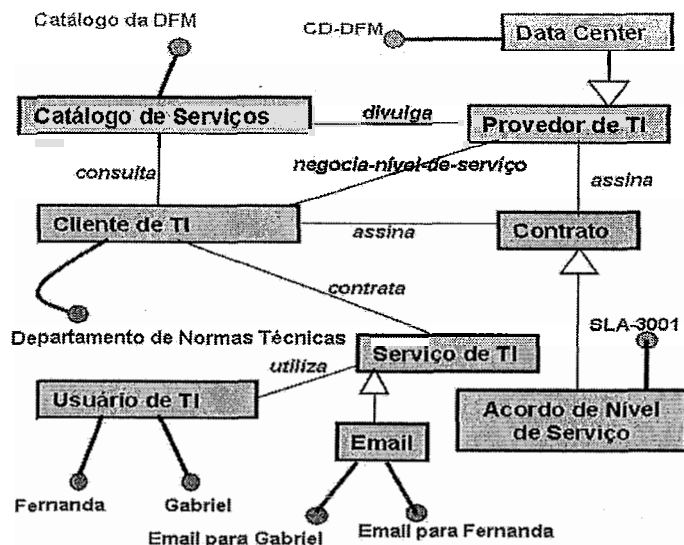 Catálogo da DFM
CD-DFM
Data Center
Catálogo de Serviços
divulga
Provedor de TI
consulta
negocia-nível-de-serviço
assina
Cliente de TI
assina
Contrato
contrata
SLA-3001
Departamento de Normas Técnicas
Serviço de TI
utiliza
Usuário de TI
Acordo de Nível
de Serviço
Email
Fernanda
Gabriel
Email para Gabriel
Email para Fernanda